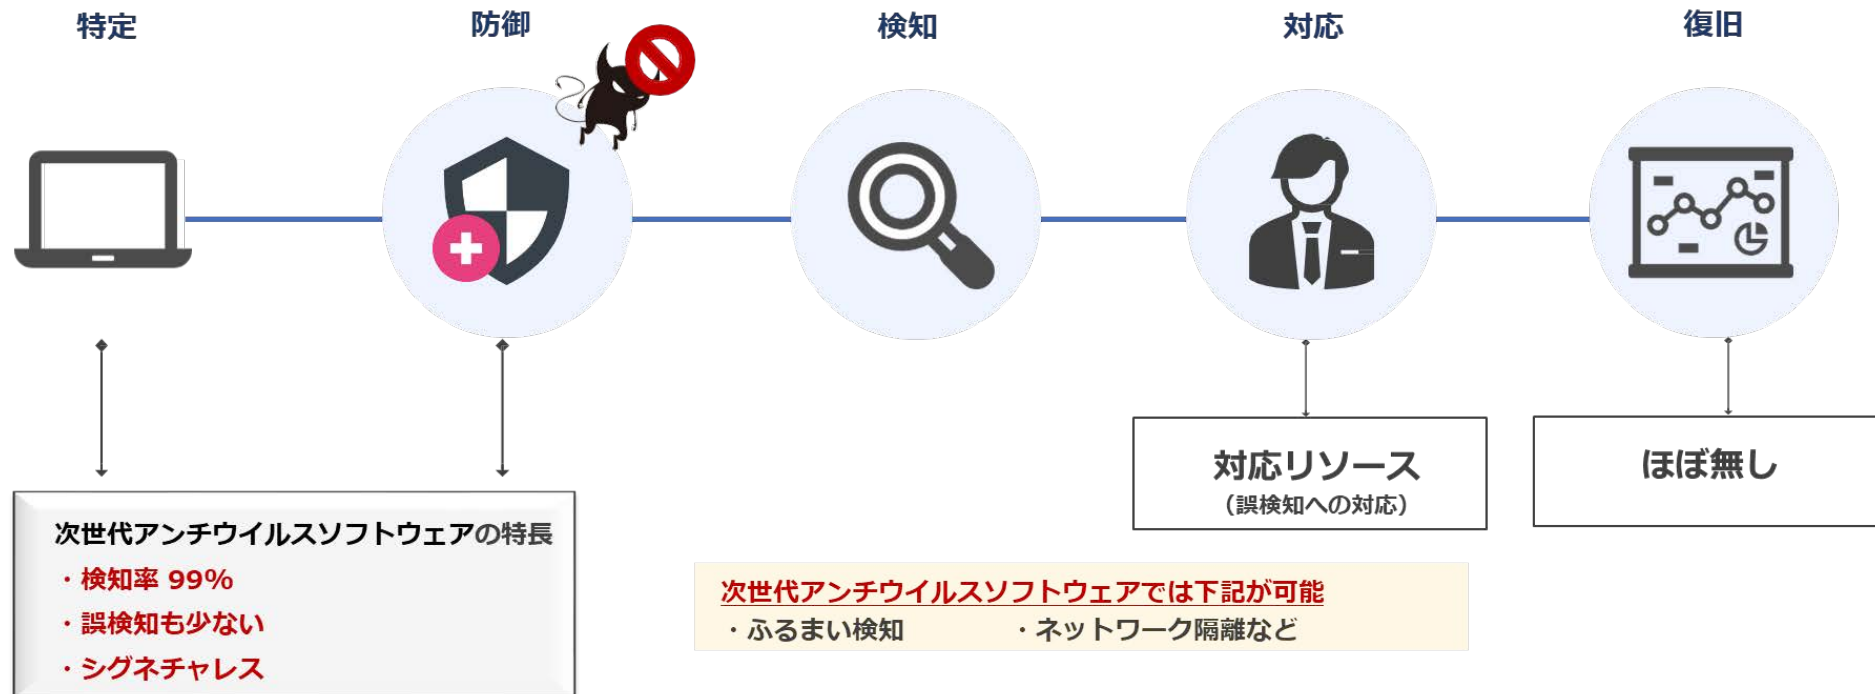 特定
防御
検知
対応
復旧
対応リソース
（誤検知への対応）
ほぼ無し
次世代アンチウイルスソフトウェアの特長
・検知率 99%
・誤検知も少ない
・シグネチャレス
次世代アンチウイルスソフトウェアでは下記が可能
・ふるまい検知 ・ネットワーク隔離など